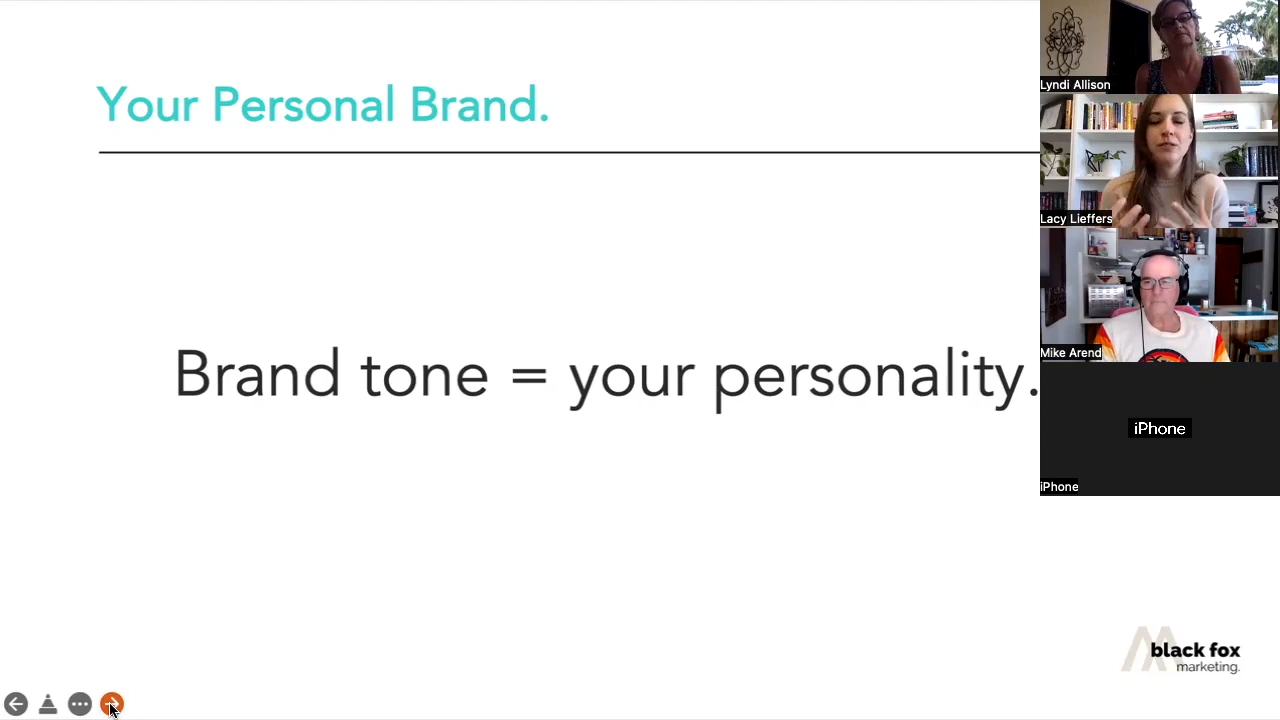 Your Personal Brand.
Brand tone = your personality.
Lyndi Allison
Lacy Lieffers
Mike Arend
iPhone
iPhone
black fox
marketing.